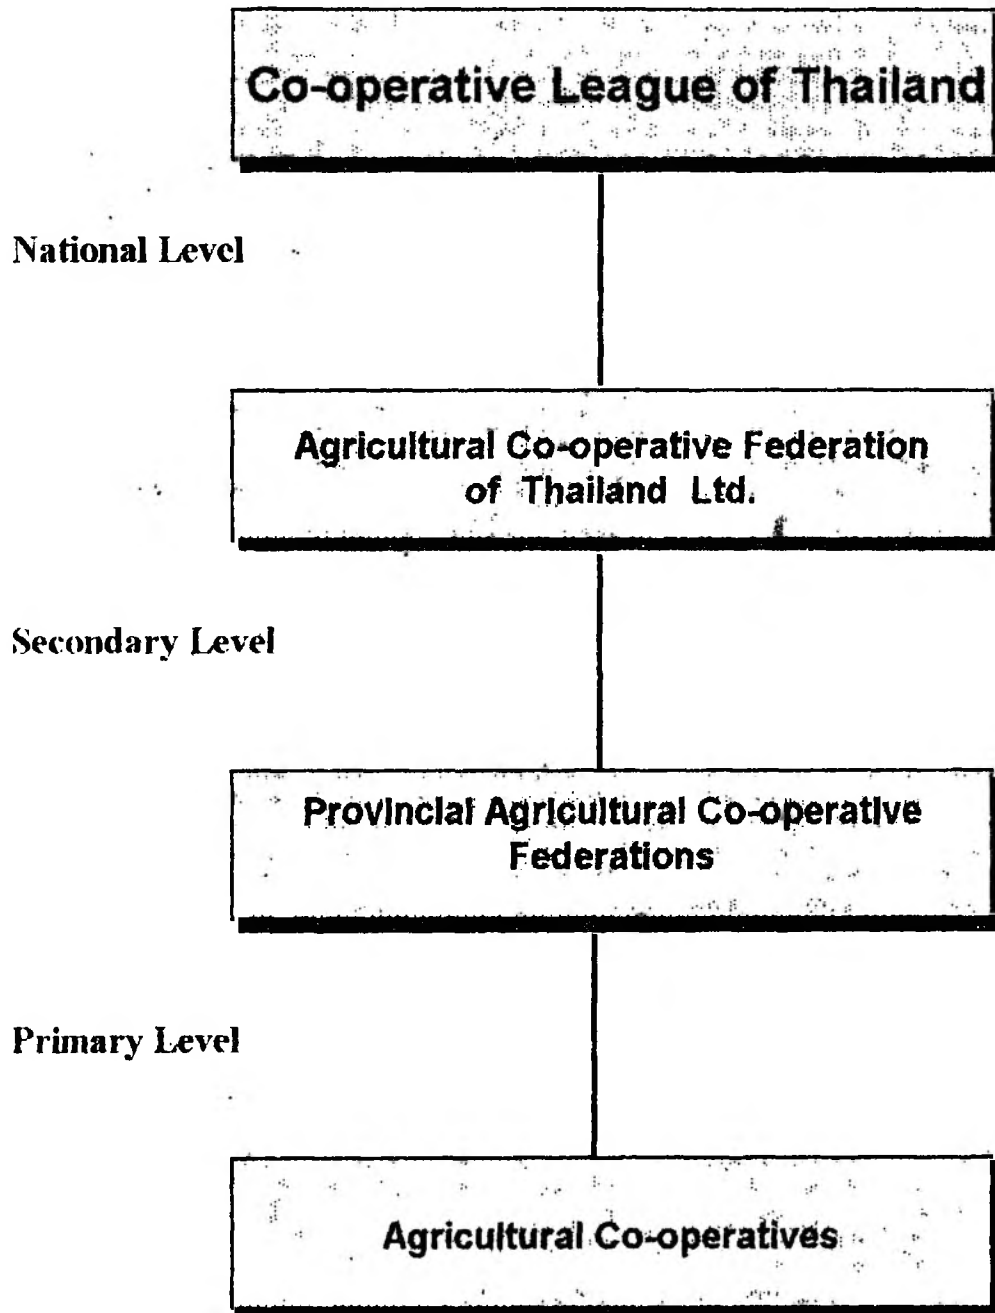 Co-operative League of Thailand
National Level
Agricultural Co-operative Federation
of Thailand Ltd.
Secondary Level
Provincial Agricultural Co-operative
Federations
Primary Level
Agricultural Co-operatives